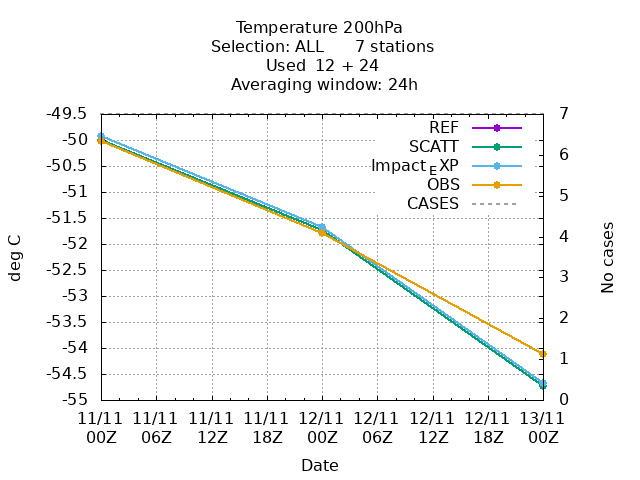 Temperature 200hPa
Selection: ALL 7 stations
Used 12 + 24
Averaging window: 24h
-49.5
-50
-50.5
-51
-51.5
-52
-52.5
-53
-53.5
-54
-54.5
-55
deg C
7
6
5
4
3
2
1
0
No cases
REF
SCATT
Impact_EXP
OBS
CASES
11/11 11/11 11/11 11/11 12/11 12/11 12/11 12/11 13/11
00Z 06Z 12Z 18Z 00Z 06Z 12Z 18Z 00Z
Date